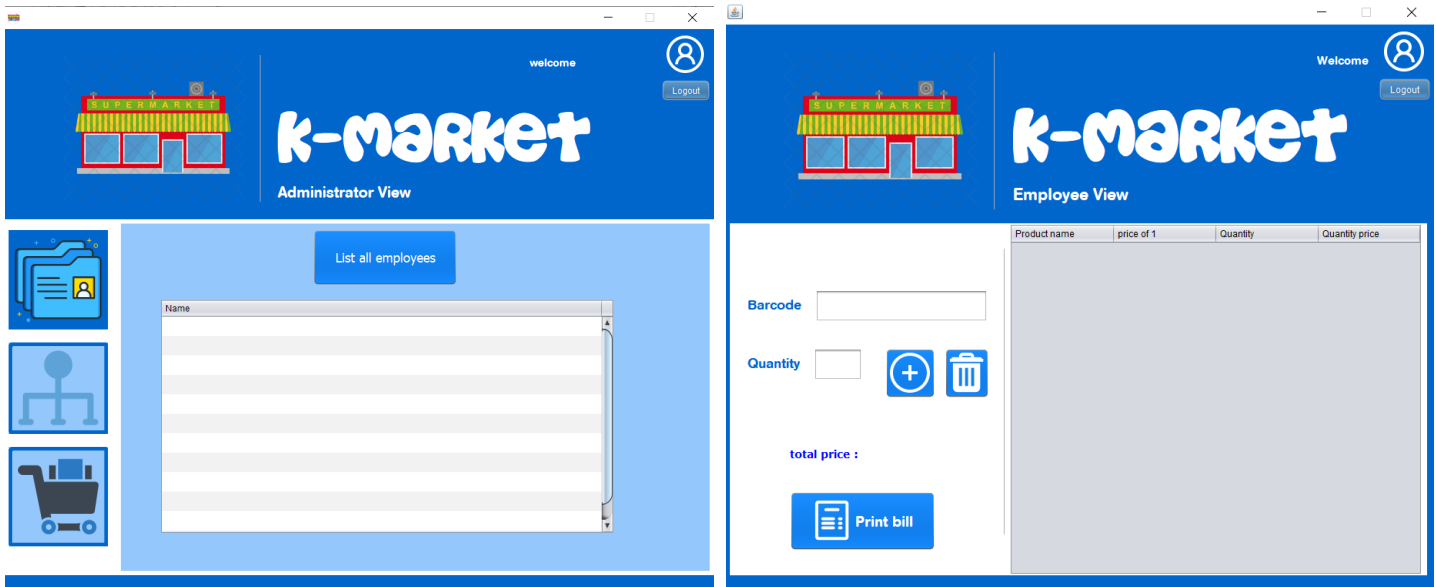 welcome
Logout
SUPERMARKET
K-MARKET
Administrator View
List all employees
Name
Welcome
Logout
SUPERMARKET
K-MARKET
Employee View
Product name price of 1 Quantity Quantity price
Barcode
Quantity
total price :
Print bill